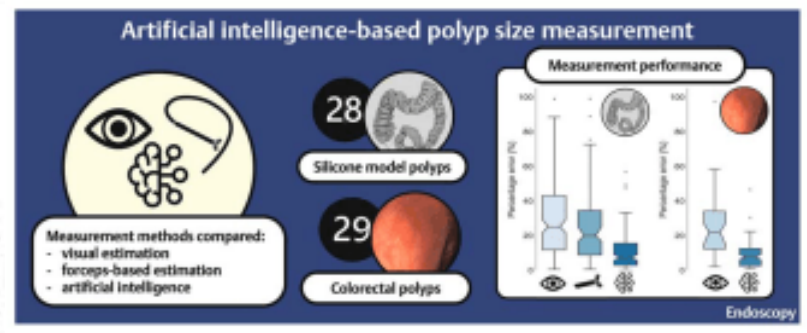 Artificial intelligence-based polyp size measurement
Measurement methods compared:
- visual estimation
- forceps-based estimation
- artificial intelligence
28
Silicone model polyps
29
Colorectal polyps
Measurement performance
Percentage error (%)
100
80
60
40
20
0
Percentage error (%)
100
80
60
40
20
0
Endoscopy